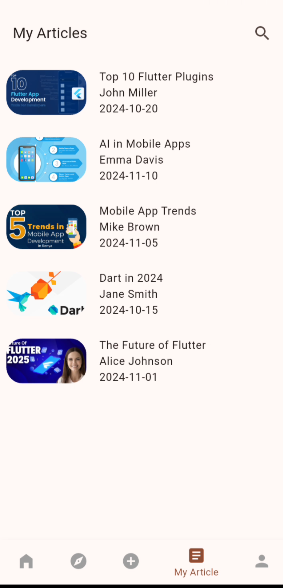 My Articles
10
Flutter App
Development
Top 10 Flutter Plugins
John Miller
2024-10-20
AI in Mobile Apps
Emma Davis
2024-11-10
TOP
5
Trends in
Mobile App
Development
Mobile App Trends
Mike Brown
2024-11-05
Dart
Dart in 2024
Jane Smith
2024-10-15
FLUTTER
2025
The Future of Flutter
Alice Johnson
2024-11-01
My Article